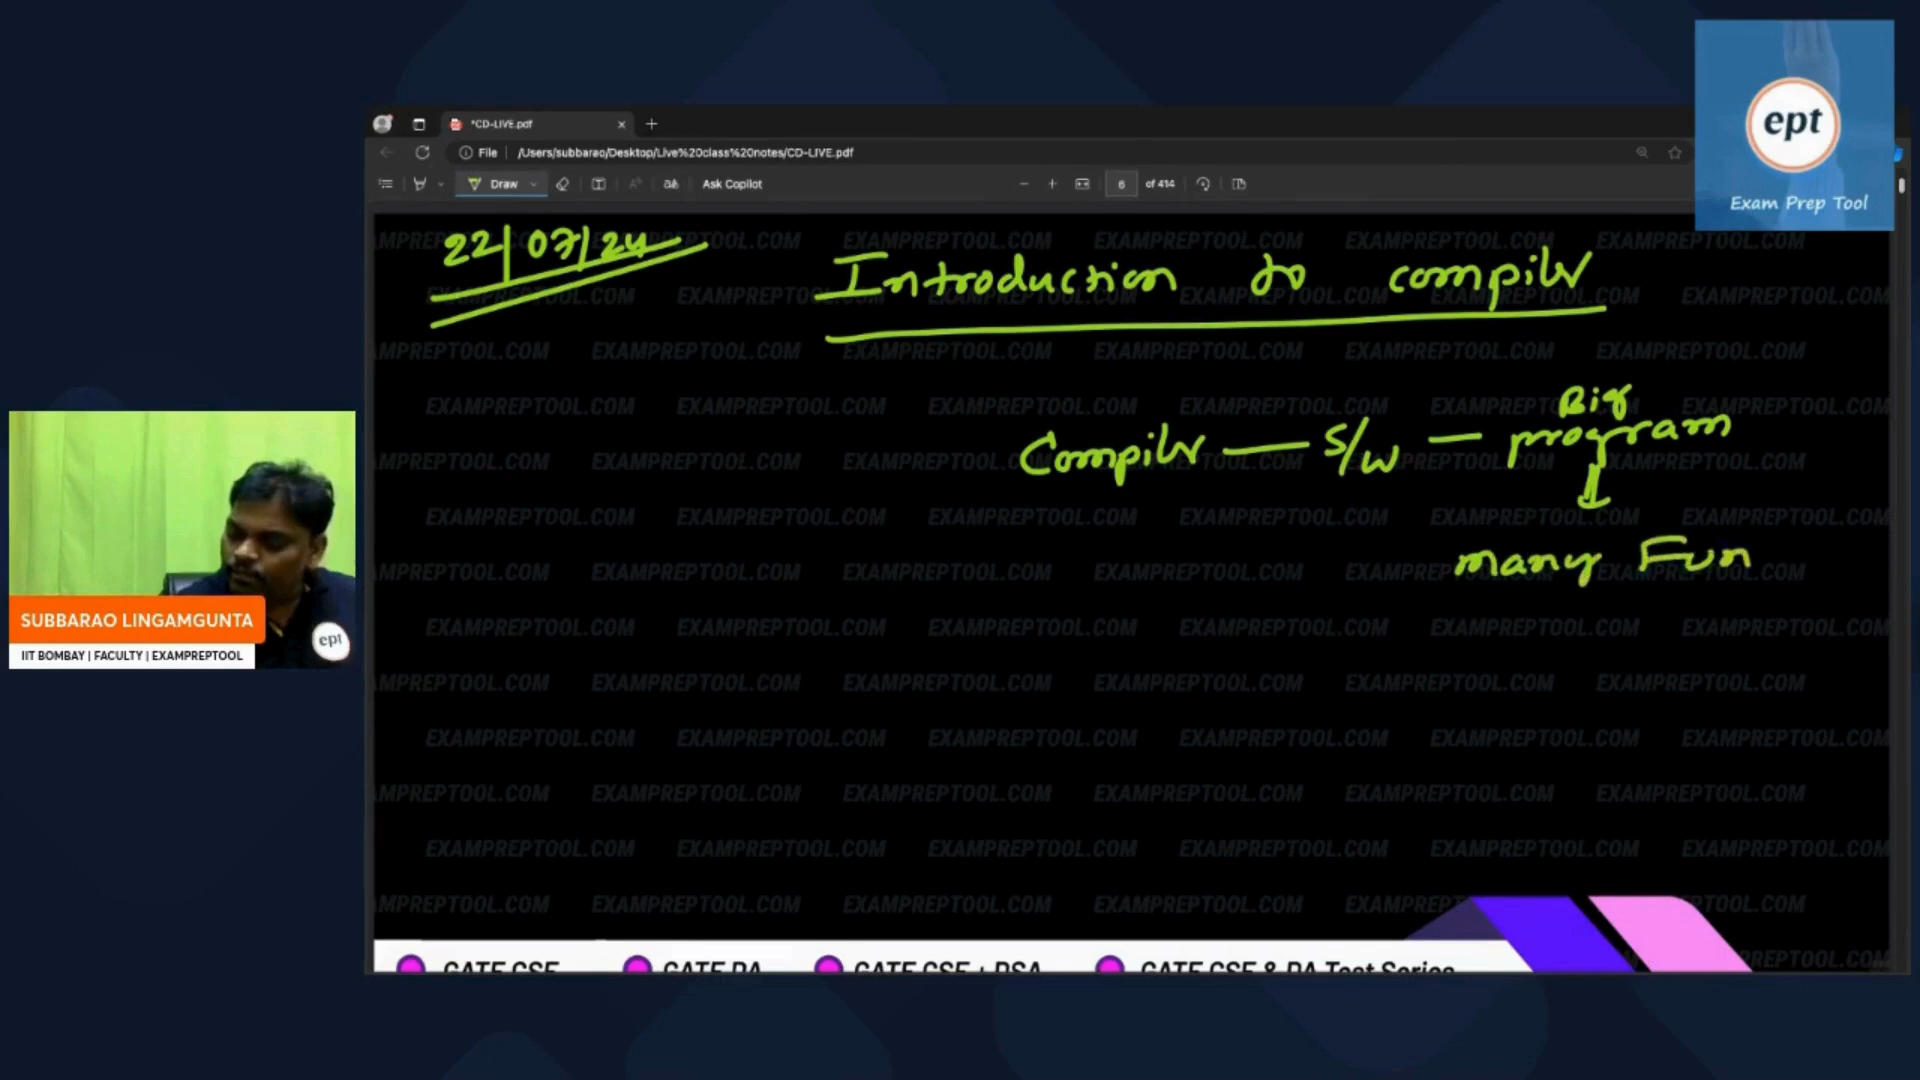 ept
Exam Prep Tool
*CD-LIVE.pdf
File | /Users/subbarao/Desktop/Live%20class%20notes/CD-LIVE.pdf
Draw
Ask Copilot
6 of 414
22/07/24
Introduction to compiler
Big
Compiler — S/W — program
many Fun
SUBBARAO LINGAMGUNTA
ept
IIT BOMBAY | FACULTY | EXAMPREPTOOL
EXAMPREPTOOL.COM
GATE CSE GATE DA GATE CSE + DSA GATE CSE & DA Test Series